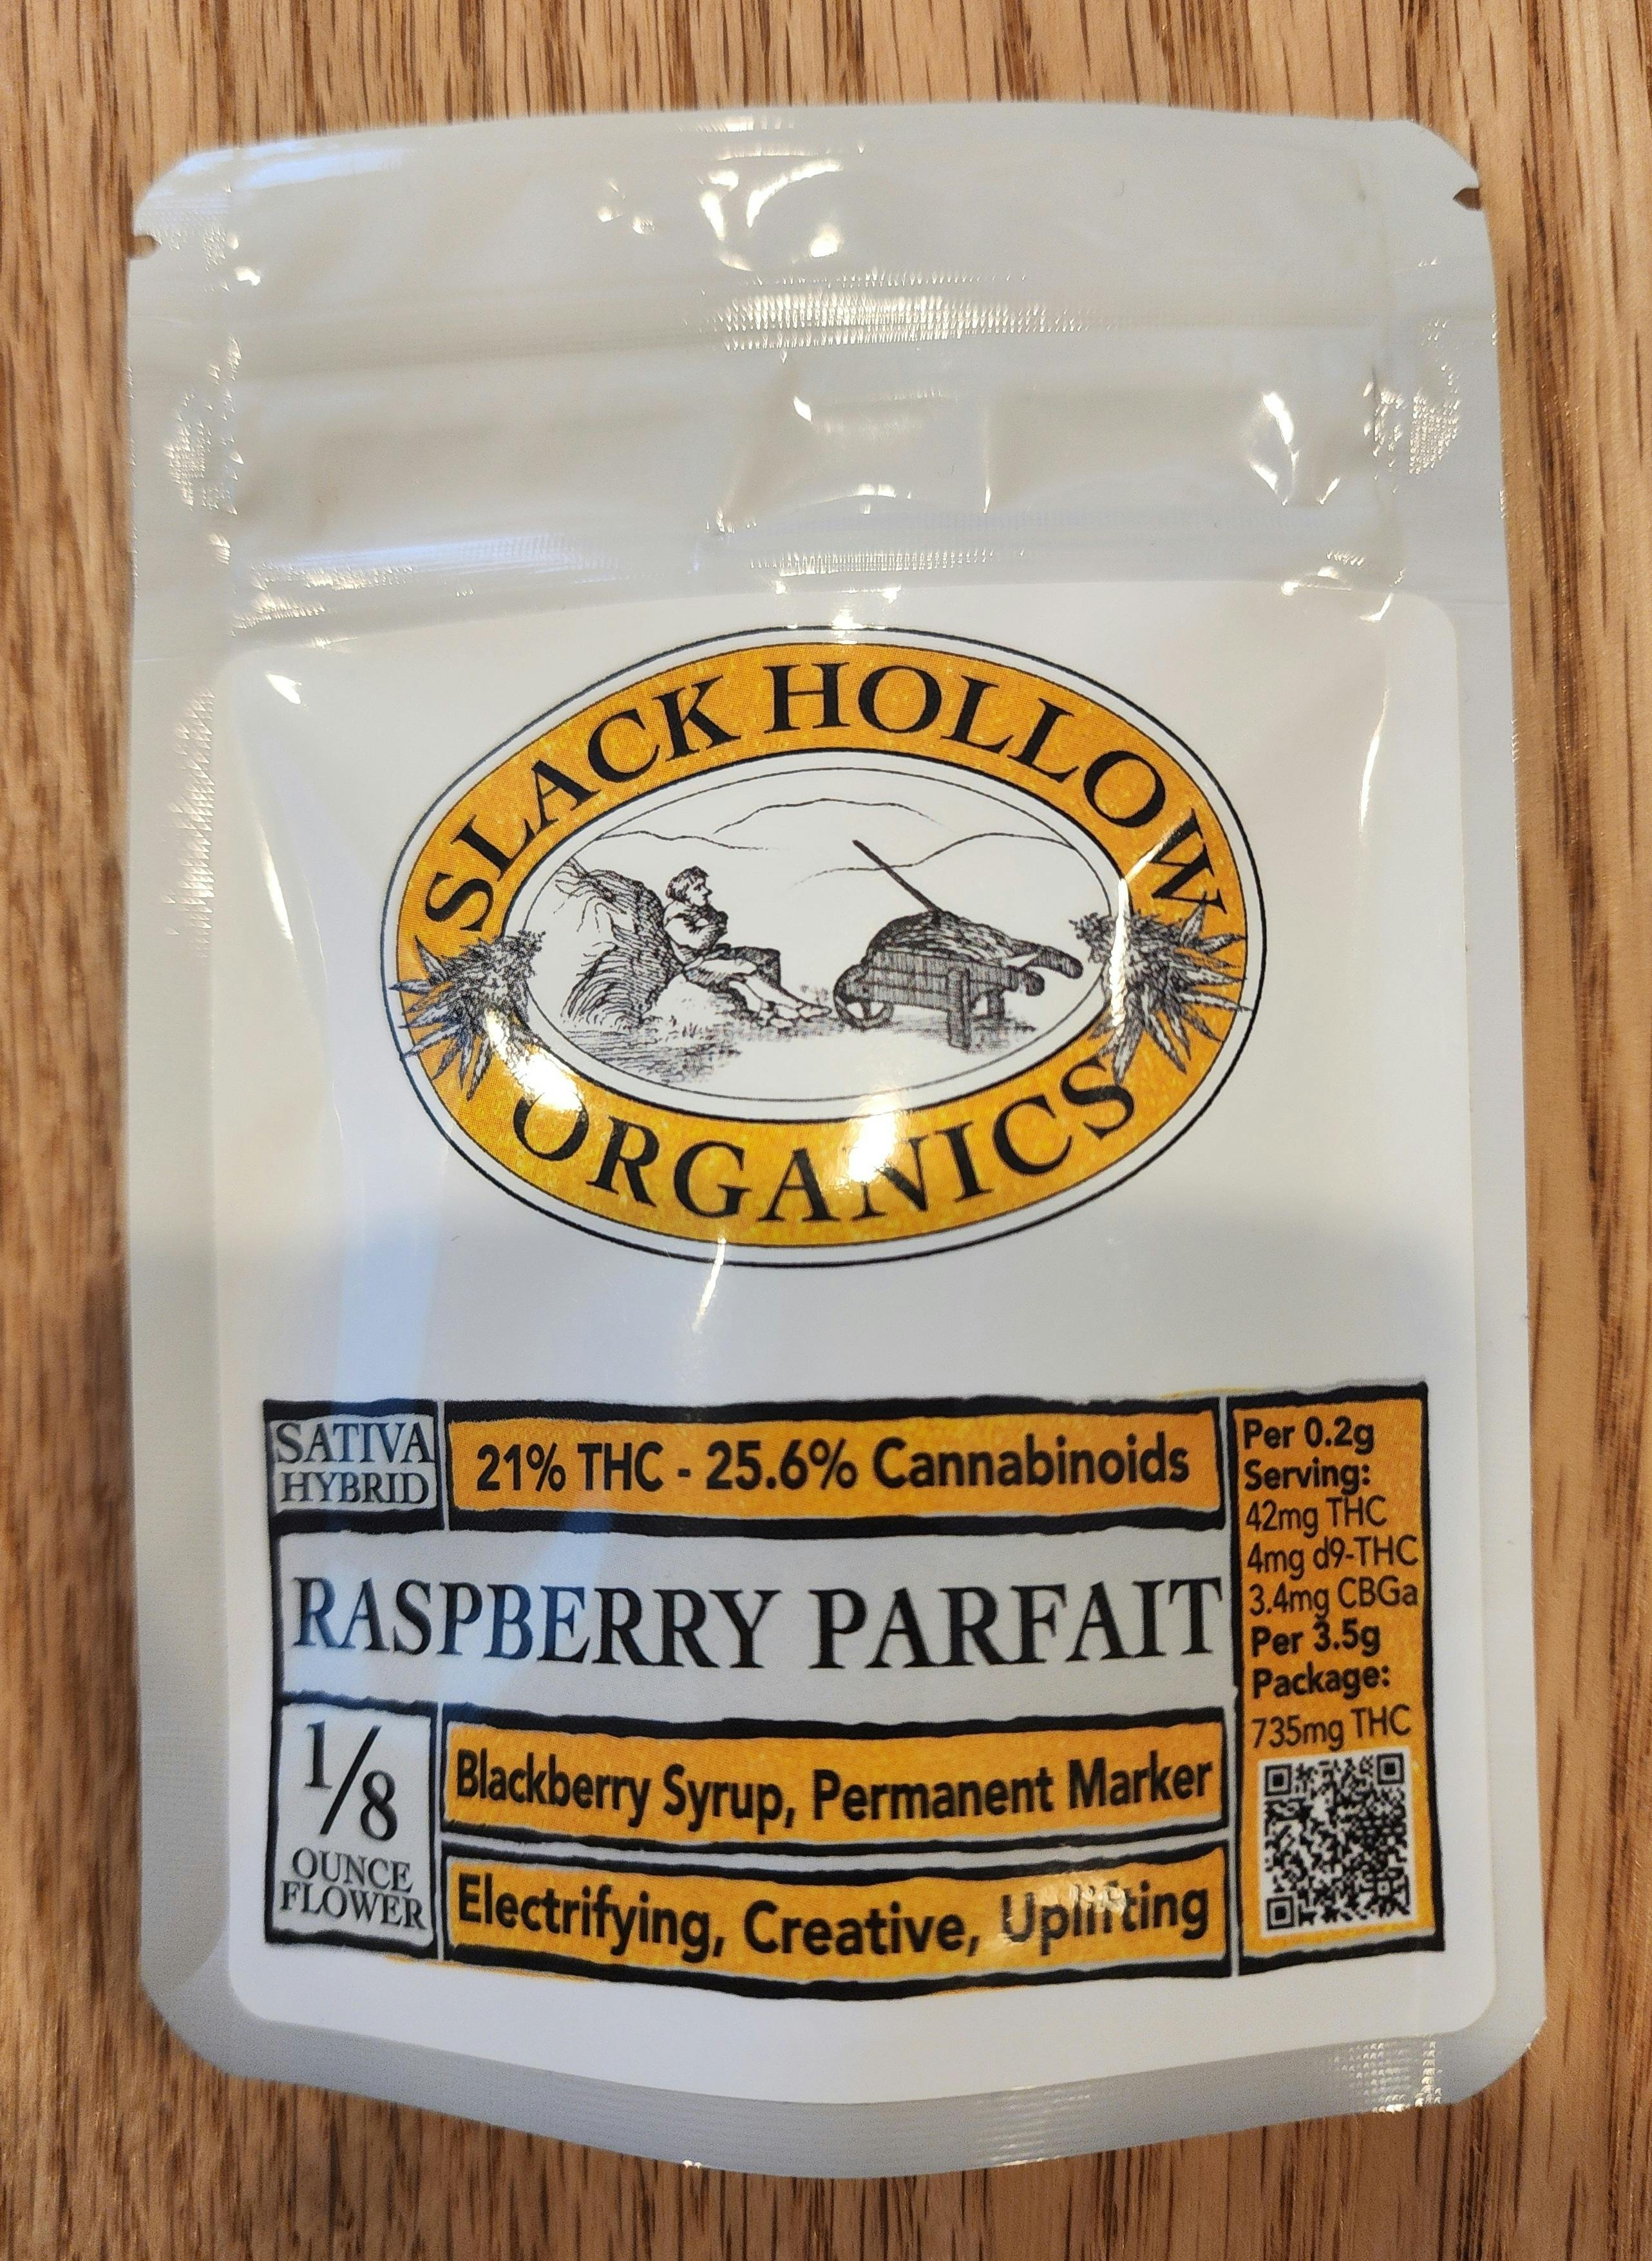 SLACK HOLLOW
ORGANICS
SATIVA
HYBRID
21% THC - 25.6% Cannabinoids
RASPBERRY PARFAIT
1/8
OUNCE
FLOWER
Blackberry Syrup, Permanent Marker
Electrifying, Creative, Uplifting
Per 0.2g
Serving:
42mg THC
4mg d9-THC
3.4mg CBGa
Per 3.5g
Package:
735mg THC